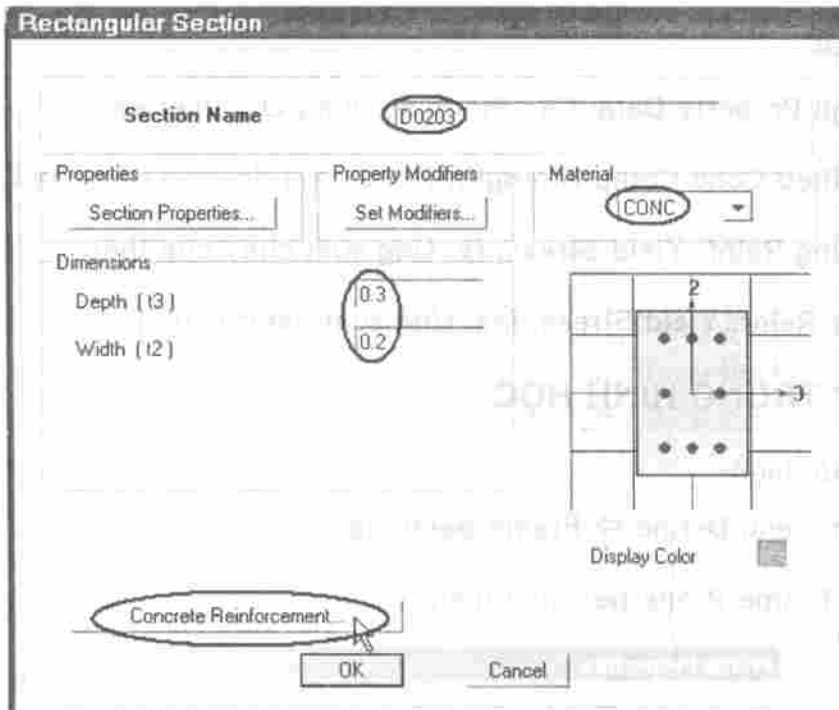 Rectangular Section
Section Name D0203
Properties Property Modifiers Material
Section Properties... Set Modifiers... CONC
Dimensions
Depth ( t3 ) 0.3
Width ( t2 ) 0.2
2
3
Display Color
Concrete Reinforcement...
OK Cancel